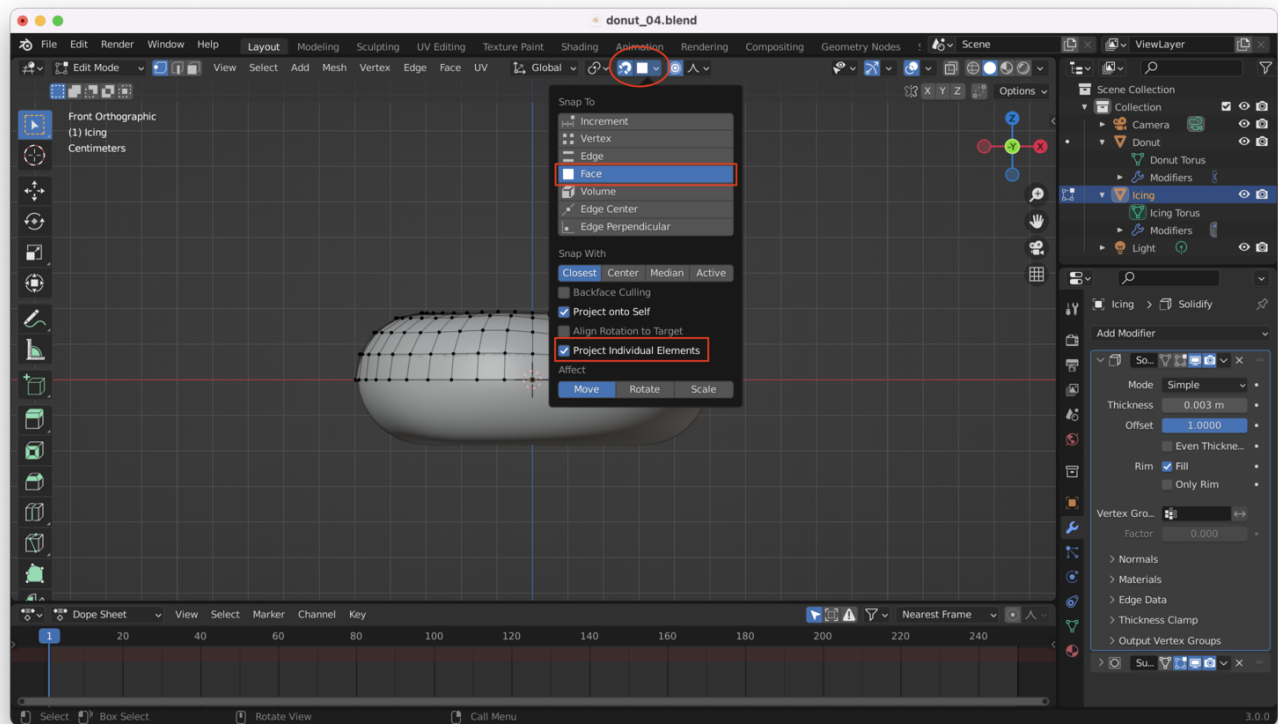 donut_04.blend
File Edit Render Window Help Layout Modeling Sculpting UV Editing Texture Paint Shading Animation Rendering Compositing Geometry Nodes Scene ViewLayer
Edit Mode View Select Add Mesh Vertex Edge Face UV Global
X Y Z Options
Front Orthographic
(1) Icing
Centimeters
Z
-Y X
Snap To
Increment
Vertex
Edge
Face
Volume
Edge Center
Edge Perpendicular
Snap With
Closest Center Median Active
Backface Culling
Project onto Self
Align Rotation to Target
Project Individual Elements
Affect
Move Rotate Scale
Scene Collection
Collection
Camera
Donut
Donut Torus
Modifiers
Icing
Icing Torus
Modifiers
Light
Icing > Solidify
Add Modifier
So...
Mode Simple
Thickness 0.003 m
Offset 1.0000
Even Thickne...
Rim Fill
Only Rim
Vertex Gro...
Factor 0.000
> Normals
> Materials
> Edge Data
> Thickness Clamp
> Output Vertex Groups
Su...
Dope Sheet View Select Marker Channel Key Nearest Frame
1 20 40 60 80 100 120 140 160 180 200 220 240
Select Box Select Rotate View Call Menu 3.0.0